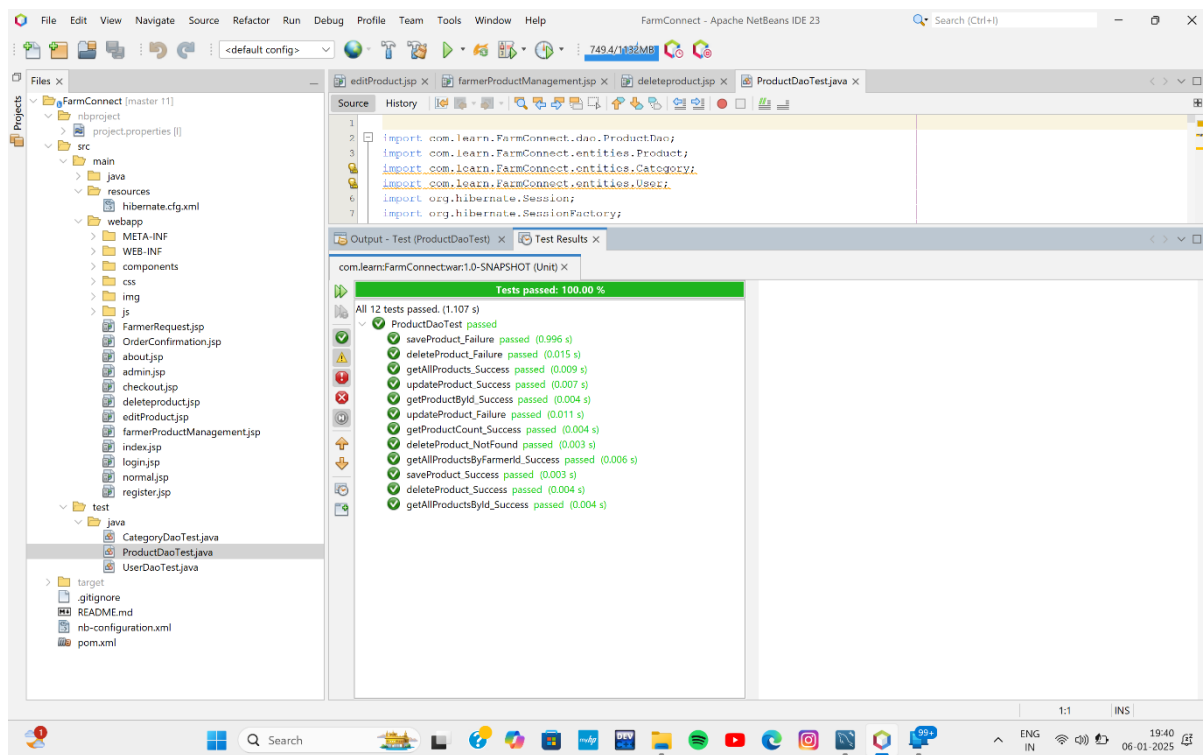 File Edit View Navigate Source Refactor Run Debug Profile Team Tools Window Help FarmConnect - Apache NetBeans IDE 23 Search (Ctrl+I)
<default config> 749.4/1132MB
Files
editProduct.jsp farmerProductManagement.jsp deleteproduct.jsp ProductDaoTest.java
Projects
FarmConnect [master 11]
nbproject
project.properties [I]
src
main
java
resources
hibernate.cfg.xml
webapp
META-INF
WEB-INF
components
css
img
js
FarmerRequest.jsp
OrderConfirmation.jsp
about.jsp
admin.jsp
checkout.jsp
deleteproduct.jsp
editProduct.jsp
farmerProductManagement.jsp
index.jsp
login.jsp
normal.jsp
register.jsp
test
java
CategoryDaoTest.java
ProductDaoTest.java
UserDaoTest.java
target
.gitignore
README.md
nb-configuration.xml
pom.xml
Source History
1
2 import com.learn.FarmConnect.dao.ProductDao;
3 import com.learn.FarmConnect.entities.Product;
import com.learn.FarmConnect.entities.Category;
import com.learn.FarmConnect.entities.User;
6 import org.hibernate.Session;
7 import org.hibernate.SessionFactory;
Output - Test (ProductDaoTest) Test Results
com.learn:FarmConnect:war:1.0-SNAPSHOT (Unit)
Tests passed: 100.00 %
All 12 tests passed. (1.107 s)
ProductDaoTest passed
saveProduct_Failure passed (0.996 s)
deleteProduct_Failure passed (0.015 s)
getAllProducts_Success passed (0.009 s)
updateProduct_Success passed (0.007 s)
getProductById_Success passed (0.004 s)
updateProduct_Failure passed (0.011 s)
getProductCount_Success passed (0.004 s)
deleteProduct_NotFound passed (0.003 s)
getAllProductsByFarmerId_Success passed (0.006 s)
saveProduct_Success passed (0.003 s)
deleteProduct_Success passed (0.004 s)
getAllProductsById_Success passed (0.004 s)
1:1 INS
1 Search DEV 99+ ENG 19:40
IN 06-01-2025